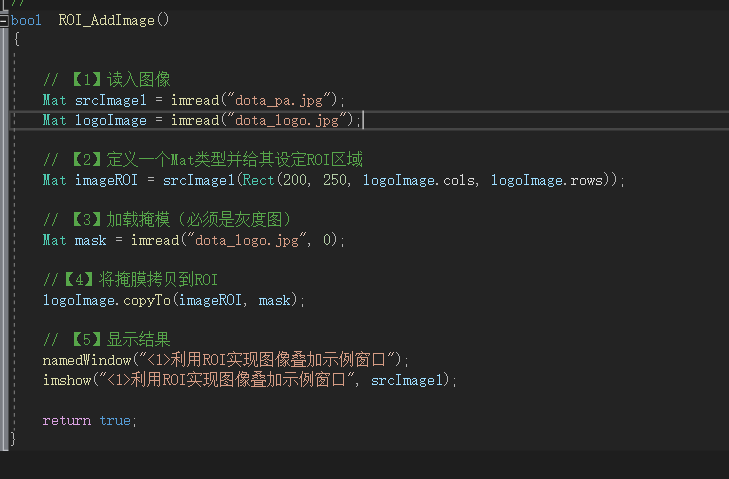 //
bool ROI_AddImage()
{
// 【1】读入图像
Mat srcImage1 = imread("dota_pa.jpg");
Mat logoImage = imread("dota_logo.jpg");
// 【2】定义一个Mat类型并给其设定ROI区域
Mat imageROI = srcImage1(Rect(200, 250, logoImage.cols, logoImage.rows));
// 【3】加载掩模（必须是灰度图）
Mat mask = imread("dota_logo.jpg", 0);
//【4】将掩膜拷贝到ROI
logoImage.copyTo(imageROI, mask);
// 【5】显示结果
namedWindow("<1>利用ROI实现图像叠加示例窗口");
imshow("<1>利用ROI实现图像叠加示例窗口", srcImage1);
return true;
}